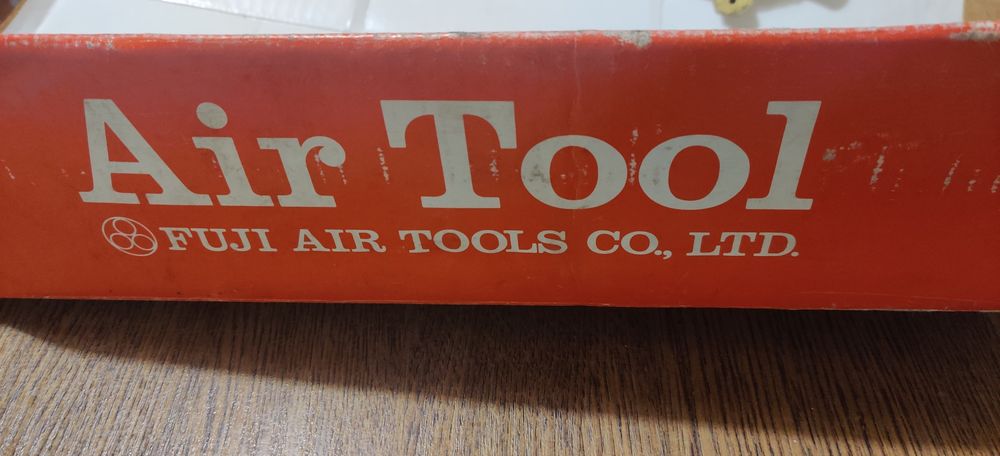 Air Tool
FUJI AIR TOOLS CO., LTD.